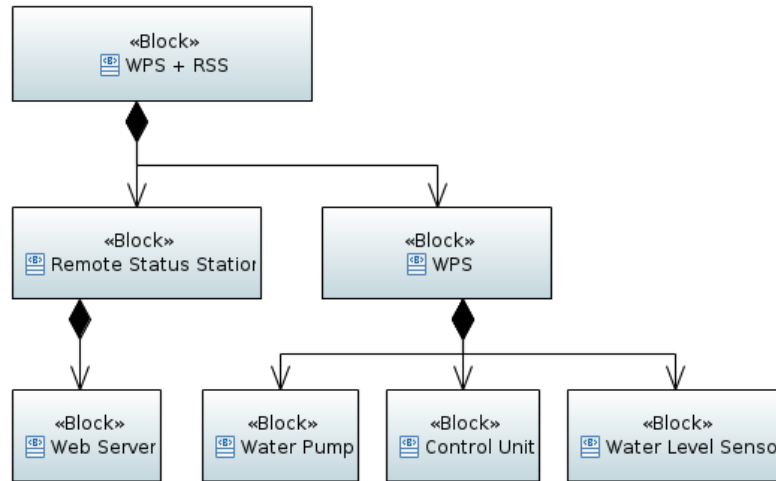 «Block»
WPS + RSS
«Block»
Remote Status Station
«Block»
WPS
«Block»
Web Server
«Block»
Water Pump
«Block»
Control Unit
«Block»
Water Level Senso